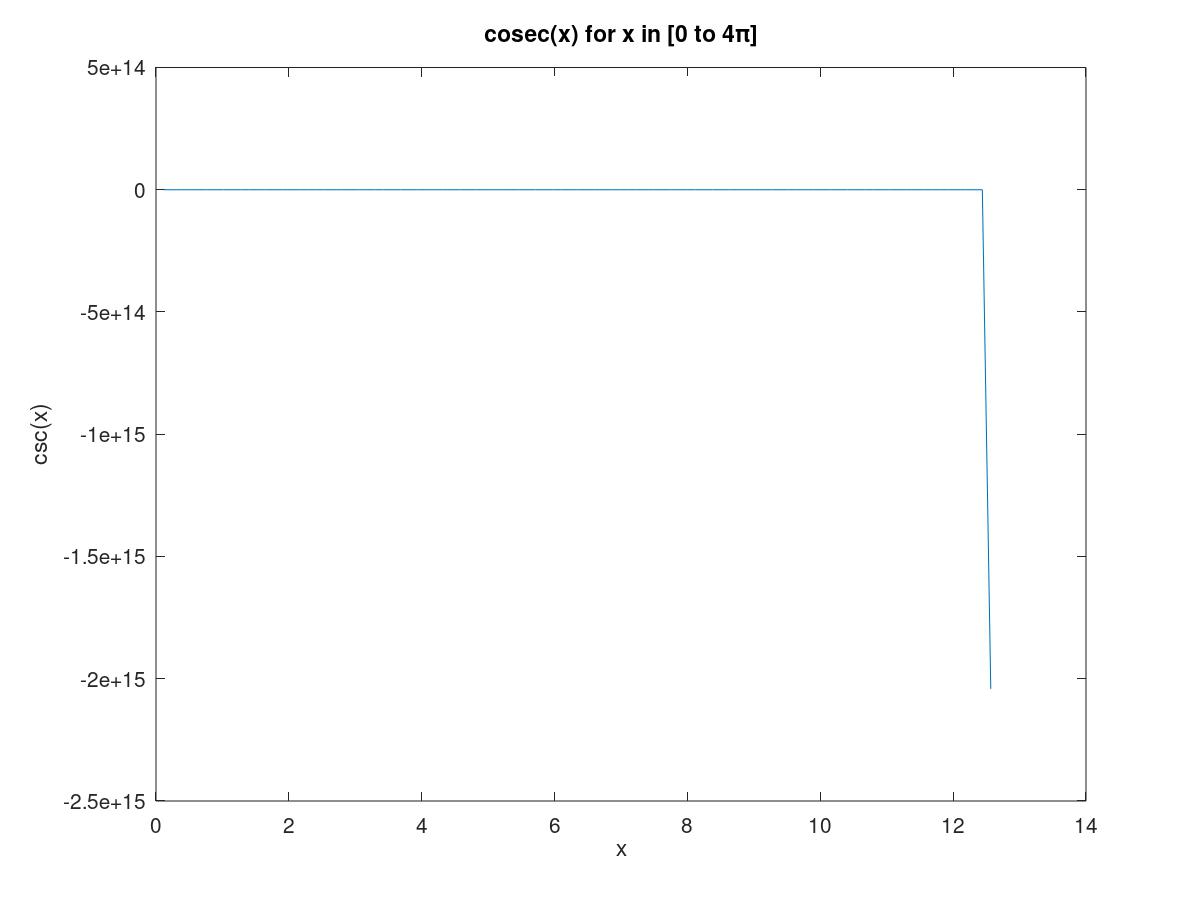 cosec(x) for x in [0 to 4π]
5e+14
0
-5e+14
-1e+15
-1.5e+15
-2e+15
-2.5e+15
csc(x)
0 2 4 6 8 10 12 14
x